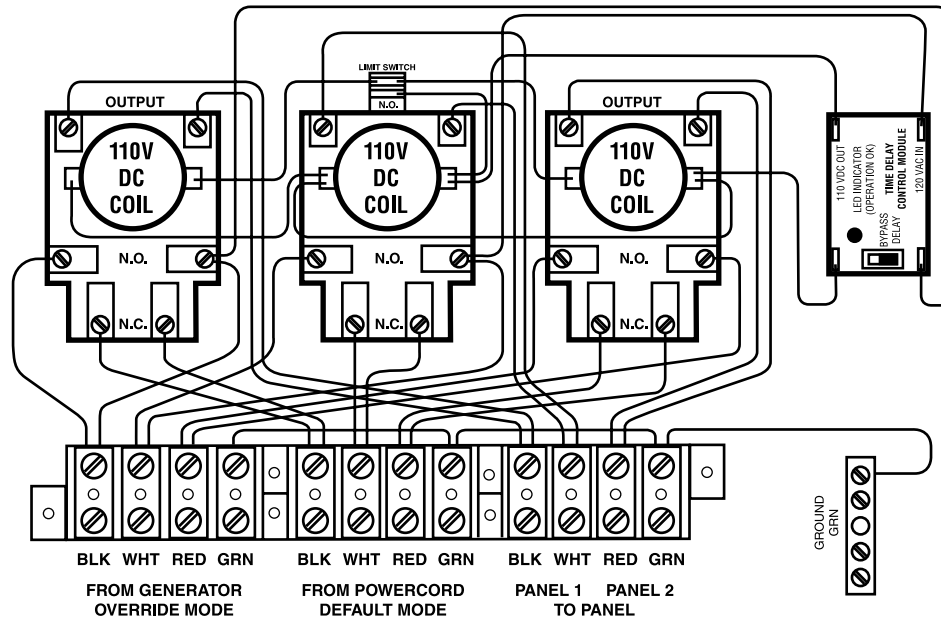 LIMIT SWITCH
N.O.
OUTPUT
OUTPUT
110V
DC
COIL
110V
DC
COIL
110V
DC
COIL
N.O.
N.O.
N.O.
N.C.
N.C.
N.C.
110 VDC OUT
LED INDICATOR
(OPERATION OK)
BYPASS
DELAY
TIME DELAY
CONTROL MODULE
120 VAC IN
BLK WHT RED GRN
BLK WHT RED GRN
BLK WHT RED GRN
FROM GENERATOR
OVERRIDE MODE
FROM POWERCORD
DEFAULT MODE
PANEL 1 PANEL 2
TO PANEL
GROUND
GRN